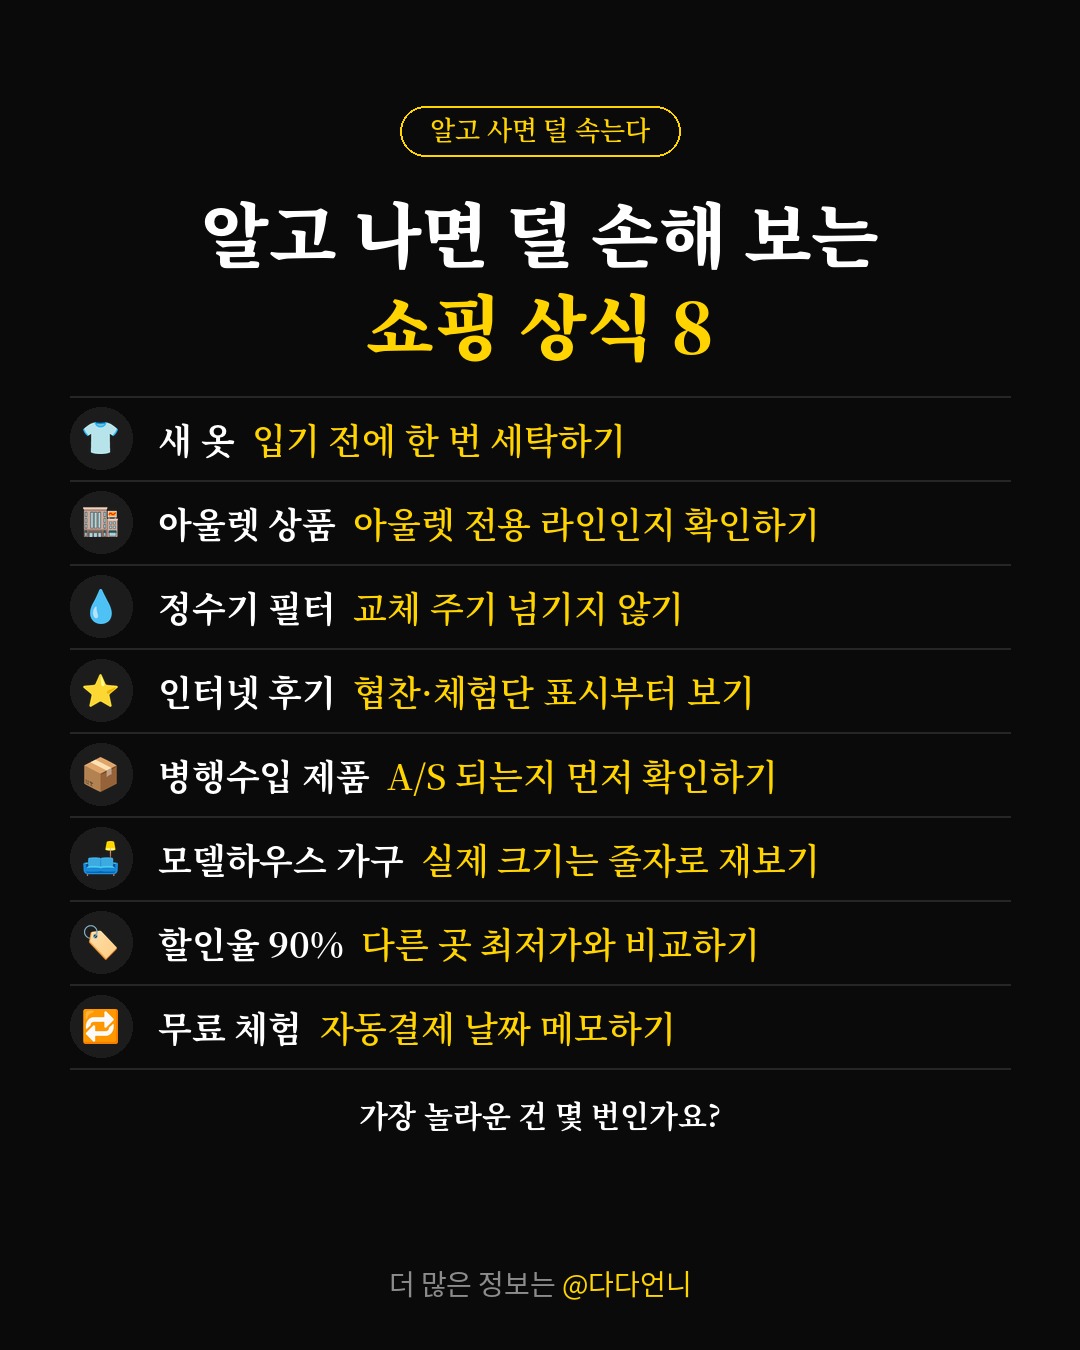 알고 사면 덜 속는다
알고 나면 덜 손해 보는
쇼핑 상식 8
새 옷 입기 전에 한 번 세탁하기
아울렛 상품 아울렛 전용 라인인지 확인하기
정수기 필터 교체 주기 넘기지 않기
인터넷 후기 협찬·체험단 표시부터 보기
병행수입 제품 A/S 되는지 먼저 확인하기
모델하우스 가구 실제 크기는 줄자로 재보기
할인율 90% 다른 곳 최저가와 비교하기
무료 체험 자동결제 날짜 메모하기
가장 놀라운 건 몇 번인가요?
더 많은 정보는 @다다언니